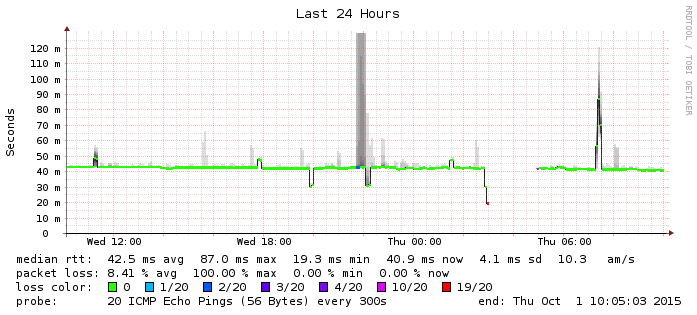 Last 24 Hours
RRDTOOL / TOBI OETIKER
Seconds
120 m
110 m
100 m
90 m
80 m
70 m
60 m
50 m
40 m
30 m
20 m
10 m
0
Wed 12:00 Wed 18:00 Thu 00:00 Thu 06:00
median rtt: 42.5 ms avg 87.0 ms max 19.3 ms min 40.9 ms now 4.1 ms sd 10.3 am/s
packet loss: 8.41 % avg 100.00 % max 0.00 % min 0.00 % now
loss color: 0 1/20 2/20 3/20 4/20 10/20 19/20
probe: 20 ICMP Echo Pings (56 Bytes) every 300s end: Thu Oct 1 10:05:03 2015